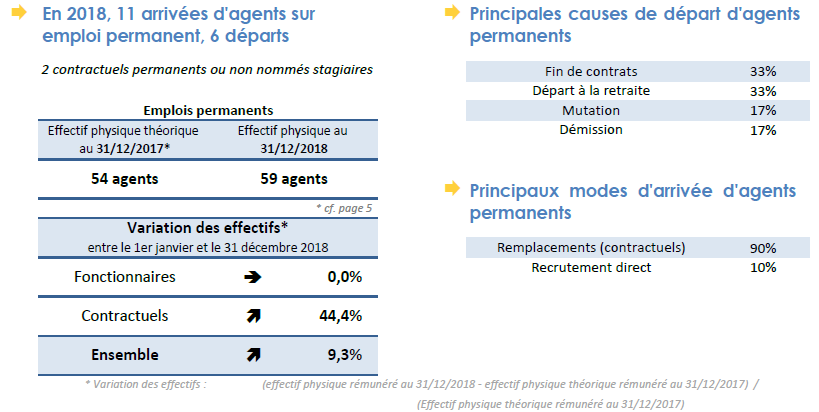 En 2018, 11 arrivées d'agents sur
emploi permanent, 6 départs
2 contractuels permanents ou non nommés stagiaires
Emplois permanents
Effectif physique théorique Effectif physique au
au 31/12/2017* 31/12/2018
54 agents 59 agents
* cf. page 5
Variation des effectifs*
entre le 1er janvier et le 31 décembre 2018
Fonctionnaires 0,0%
Contractuels 44,4%
Ensemble 9,3%
Principales causes de départ d'agents
permanents
Fin de contrats 33%
Départ à la retraite 33%
Mutation 17%
Démission 17%
Principaux modes d'arrivée d'agents
permanents
Remplacements (contractuels) 90%
Recrutement direct 10%
* Variation des effectifs : (effectif physique rémunéré au 31/12/2018 - effectif physique théorique rémunéré au 31/12/2017) /
(Effectif physique théorique rémunéré au 31/12/2017)